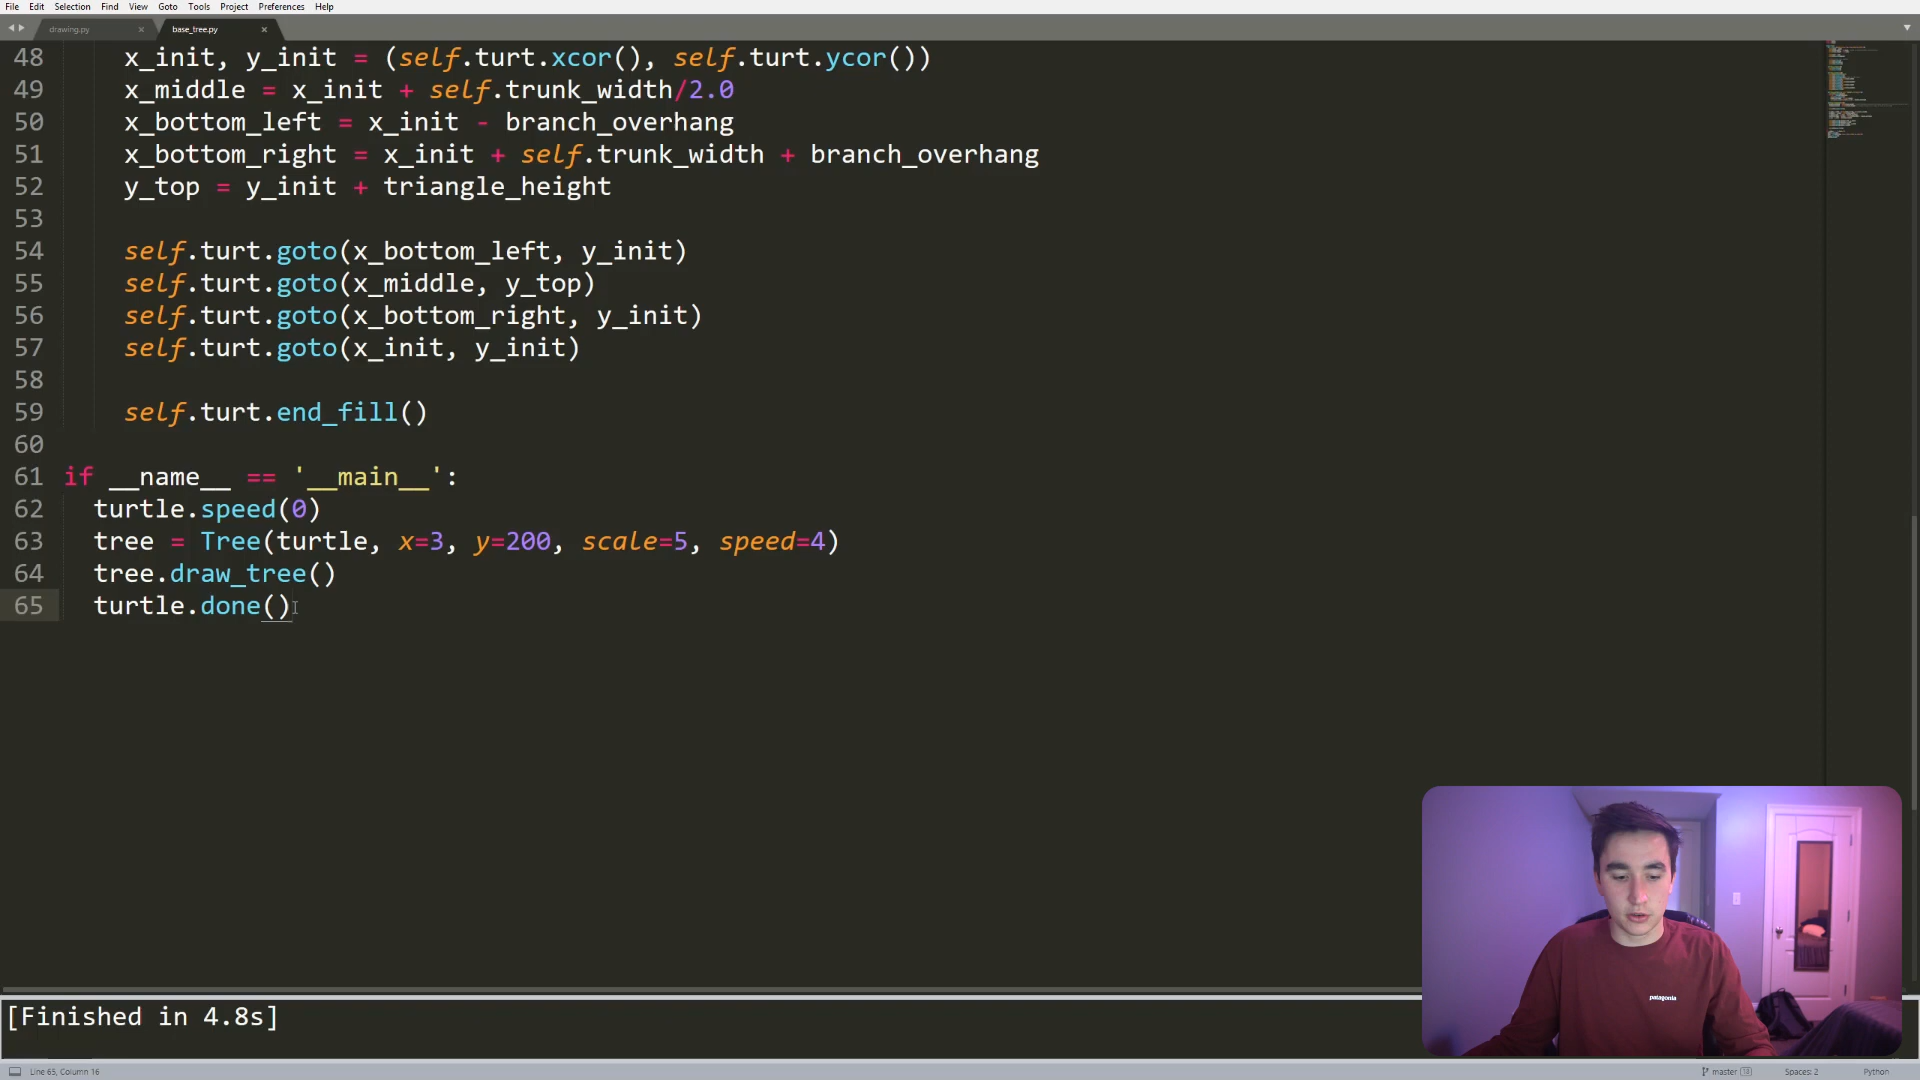 File Edit Selection Find View Goto Tools Project Preferences Help
drawing.py × base_tree.py ×
48 x_init, y_init = (self.turt.xcor(), self.turt.ycor())
49 x_middle = x_init + self.trunk_width/2.0
50 x_bottom_left = x_init - branch_overhang
51 x_bottom_right = x_init + self.trunk_width + branch_overhang
52 y_top = y_init + triangle_height
53
54 self.turt.goto(x_bottom_left, y_init)
55 self.turt.goto(x_middle, y_top)
56 self.turt.goto(x_bottom_right, y_init)
57 self.turt.goto(x_init, y_init)
58
59 self.turt.end_fill()
60
61 if __name__ == '__main__':
62 turtle.speed(0)
63 tree = Tree(turtle, x=3, y=200, scale=5, speed=4)
64 tree.draw_tree()
65 turtle.done()
patagonia
[Finished in 4.8s]
Line 65, Column 16 master Spaces: 2 Python